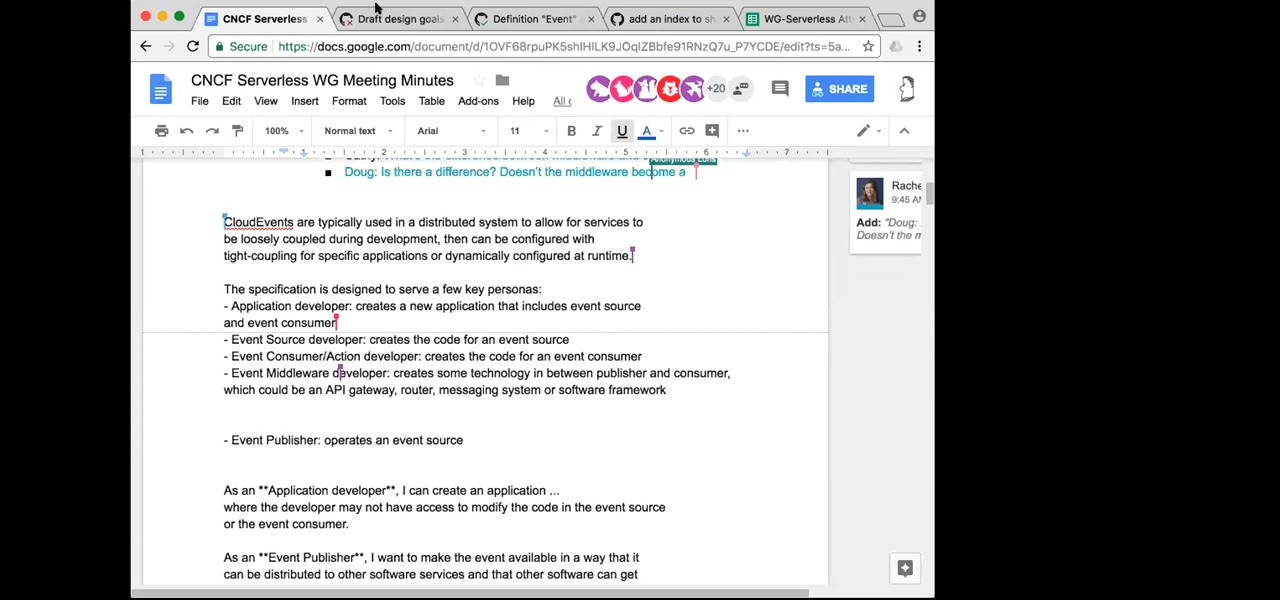 CNCF Serverless
Draft design goals
Definition "Event"
add an index to
WG-Serverless
Secure https://docs.google.com/document/d/1OVF68rpuPK5shIHILK9JOqlZBbfe91RNzQ7u_P7YCDE/edit?ts=5a...
CNCF Serverless WG Meeting Minutes
+20
SHARE
File Edit View Insert Format Tools Table Add-ons Help All
100% Normal text Arial 11 B I U A
1 1 2 3 4 5 6 7
Doug: Is there a difference? Doesn't the middleware become a
Rache
9:45 AM
Add: "Doug:
Doesn't the m
CloudEvents are typically used in a distributed system to allow for services to
be loosely coupled during development, then can be configured with
tight-coupling for specific applications or dynamically configured at runtime.
The specification is designed to serve a few key personas:
- Application developer: creates a new application that includes event source
and event consumer
- Event Source developer: creates the code for an event source
- Event Consumer/Action developer: creates the code for an event consumer
- Event Middleware developer: creates some technology in between publisher and consumer,
which could be an API gateway, router, messaging system or software framework
- Event Publisher: operates an event source
As an **Application developer**, I can create an application ...
where the developer may not have access to modify the code in the event source
or the event consumer.
As an **Event Publisher**, I want to make the event available in a way that it
can be distributed to other software services and that other software can get